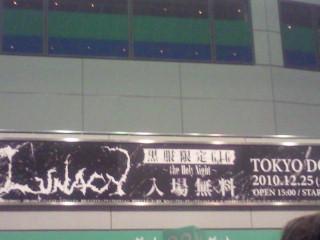 LUNACY
黒服限定GIG
〜the Holy Night〜
入場無料
TOKYO DO
2010.12.25 (
OPEN 15:00 / STAR